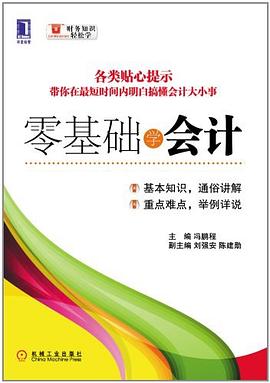 华章经管
财务知识
轻松学
各类贴心提示
带你在最短时间内明白搞懂会计大小事
零基础学会计
基本知识,通俗讲解
重点难点,举例详说
主 编 冯鹏程
副主编 刘强安 陈建勋
机械工业出版社
China Machine Press